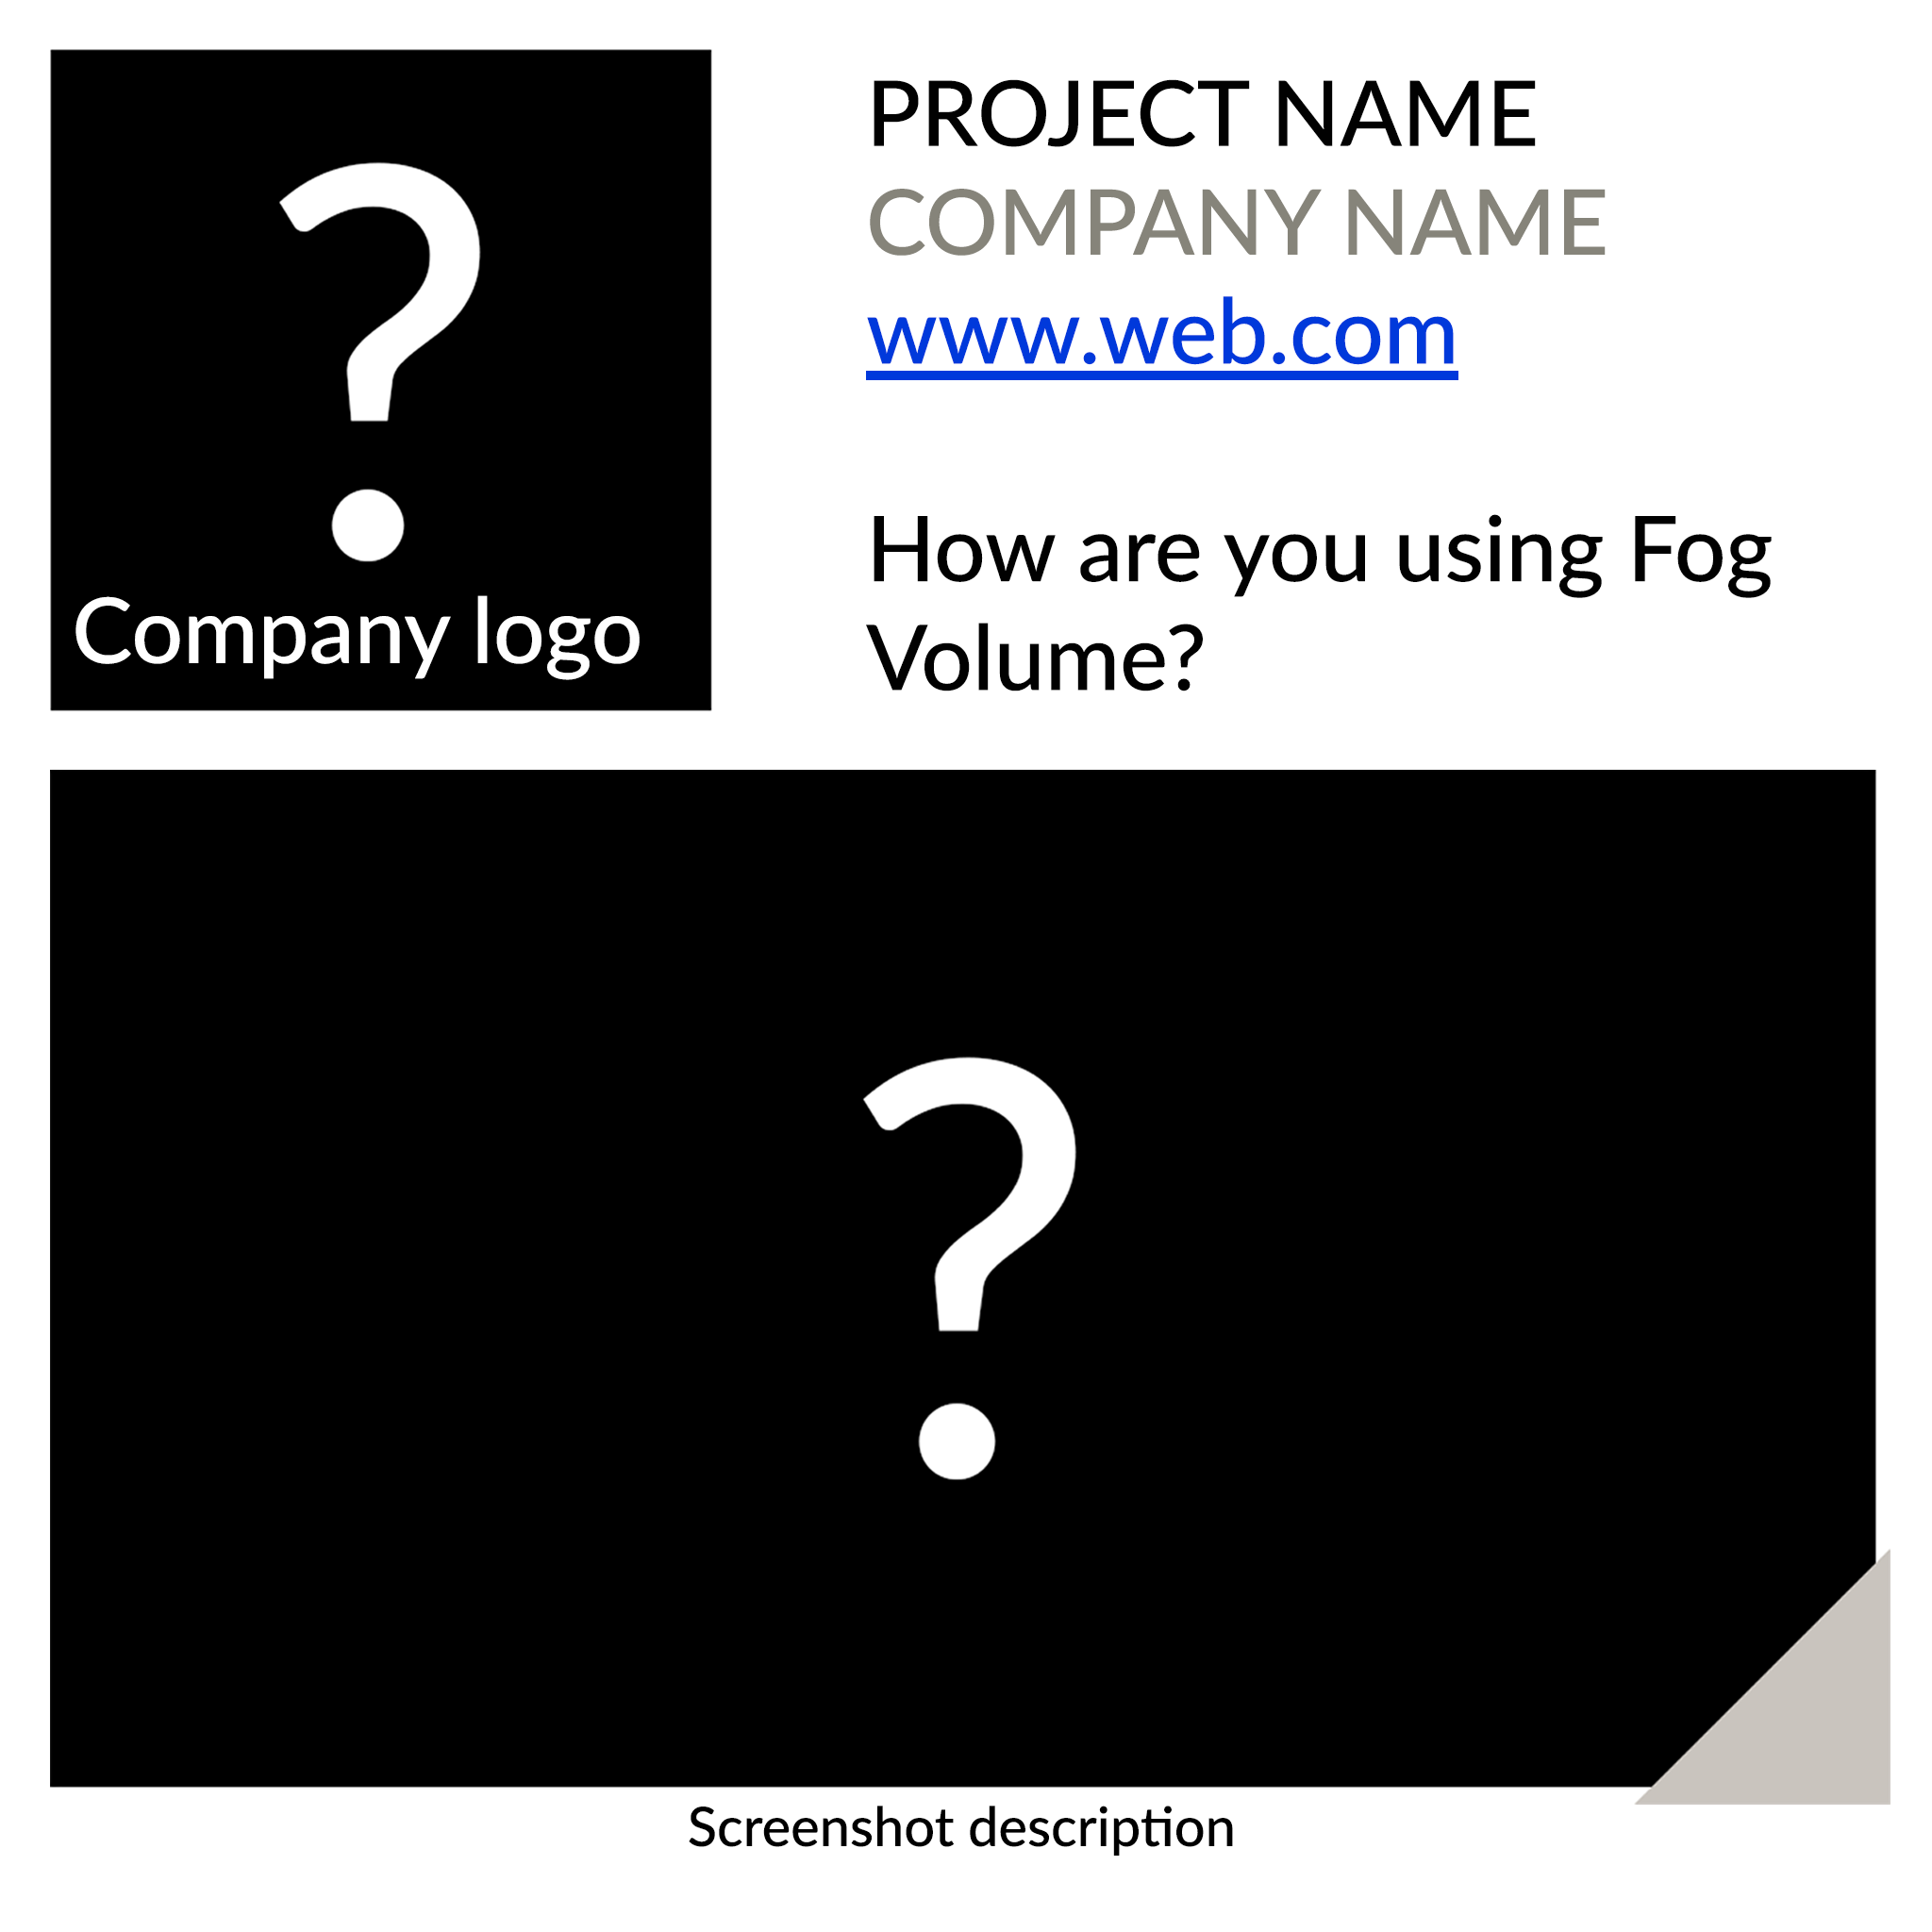 ?
Company logo
PROJECT NAME
COMPANY NAME
www.web.com
How are you using Fog
Volume?
?
Screenshot description